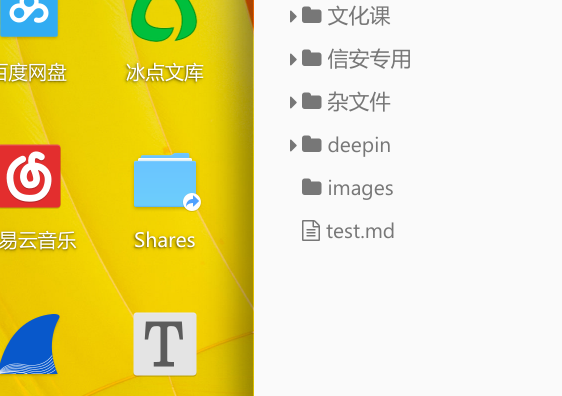 百度网盘
冰点文库
易云音乐
Shares
T
文化课
信安专用
杂文件
deepin
images
test.md